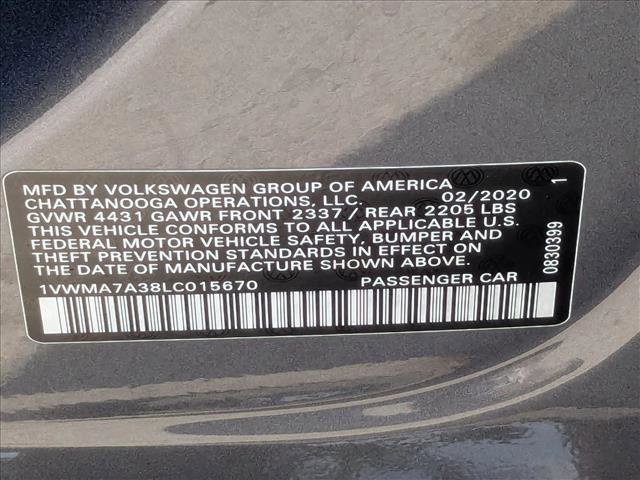 MFD BY VOLKSWAGEN GROUP OF AMERICA
CHATTANOOGA OPERATIONS, LLC. 02/2020
GVWR 4431 GAWR FRONT 2337 / REAR 2205 LBS
THIS VEHICLE CONFORMS TO ALL APPLICABLE U.S.
FEDERAL MOTOR VEHICLE SAFETY, BUMPER AND
THEFT PREVENTION STANDARDS IN EFFECT ON
THE DATE OF MANUFACTURE SHOWN ABOVE.
1VWMA7A38LC015670 PASSENGER CAR
0830399 1